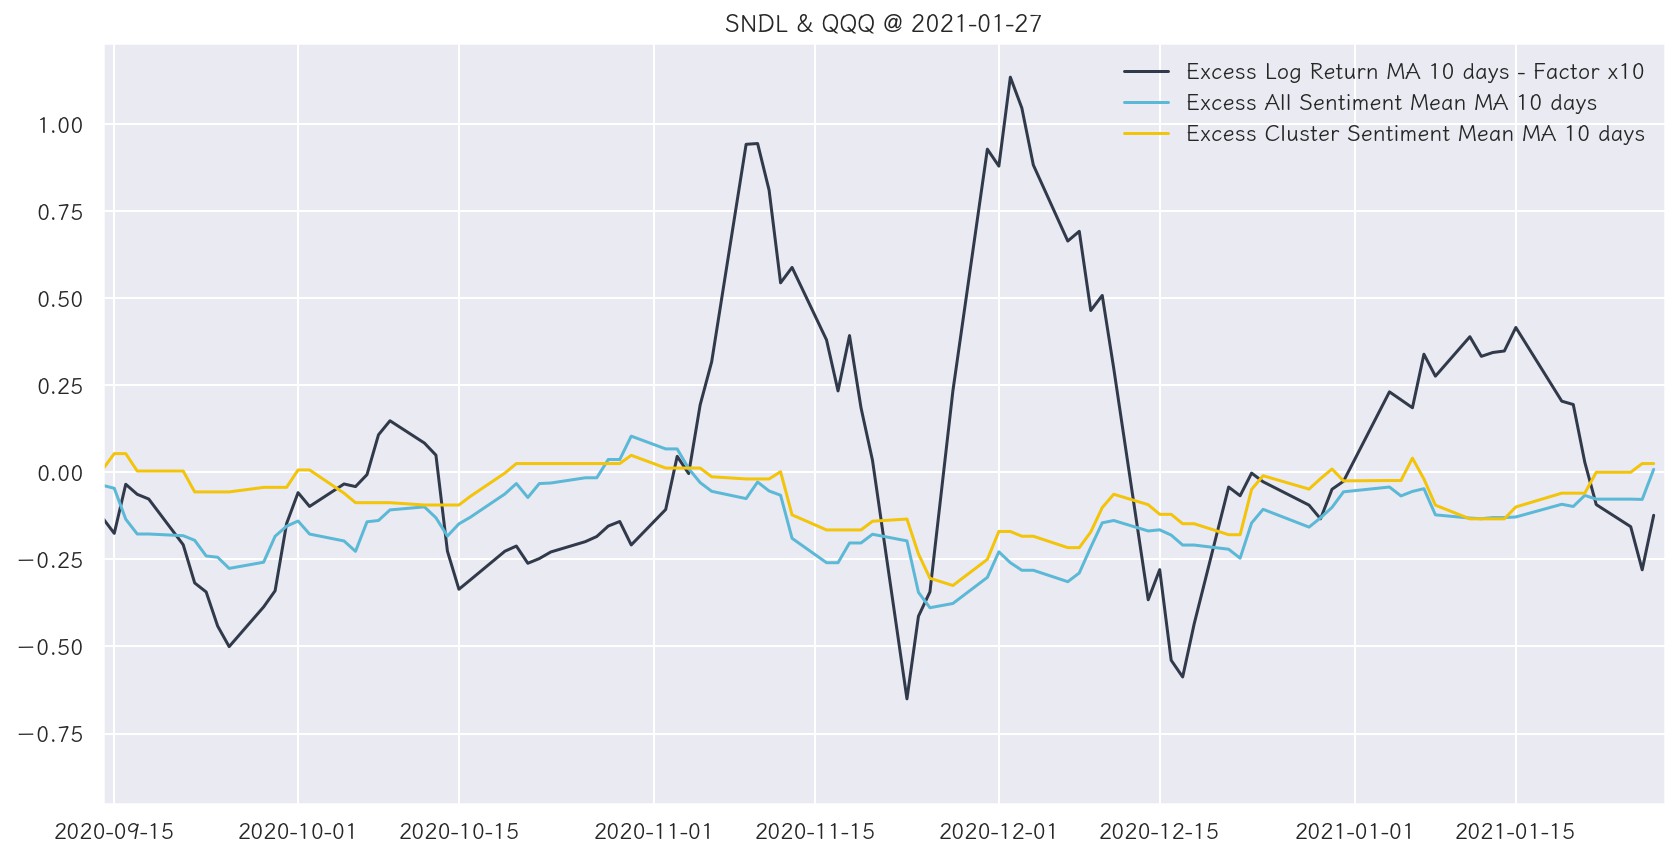 SNDL & QQQ @ 2021-01-27
Excess Log Return MA 10 days - Factor x10
Excess All Sentiment Mean MA 10 days
Excess Cluster Sentiment Mean MA 10 days
1.00
0.75
0.50
0.25
0.00
−0.25
−0.50
−0.75
2020-09-15 2020-10-01 2020-10-15 2020-11-01 2020-11-15 2020-12-01 2020-12-15 2021-01-01 2021-01-15